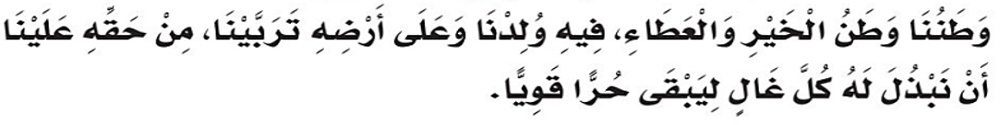 وَطَنُنَا وَطَنُ الْخَيْرِ وَالْعَطَاءِ، فِيهِ وُلِدْنَا وَعَلَى أَرْضِهِ تَرَبَّيْنَا، مِنْ حَقِّهِ عَلَيْنَا
أَنْ نَبْذُلَ لَهُ كُلَّ غَالٍ لِيَبْقَى حُرًّا قَوِيًّا.